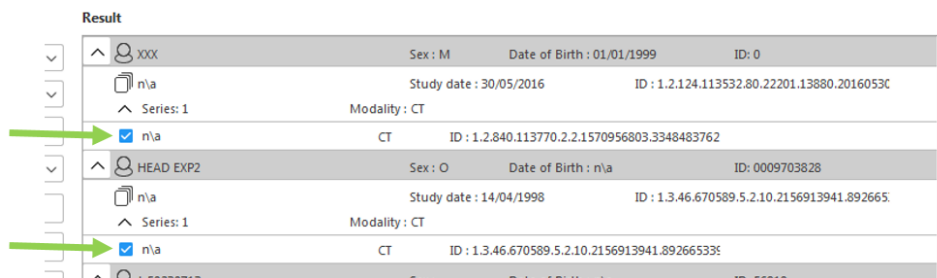 Result
XXX Sex : M Date of Birth : 01/01/1999 ID: 0
n\a Study date : 30/05/2016 ID : 1.2.124.113532.80.22201.13880.2016053
Series: 1 Modality : CT
n\a CT ID : 1.2.840.113770.2.2.1570956803.3348483762
HEAD EXP2 Sex : O Date of Birth : n\a ID: 0009703828
n\a Study date : 14/04/1998 ID : 1.3.46.670589.5.2.10.2156913941.892665
Series: 1 Modality : CT
n\a CT ID : 1.3.46.670589.5.2.10.2156913941.89266533